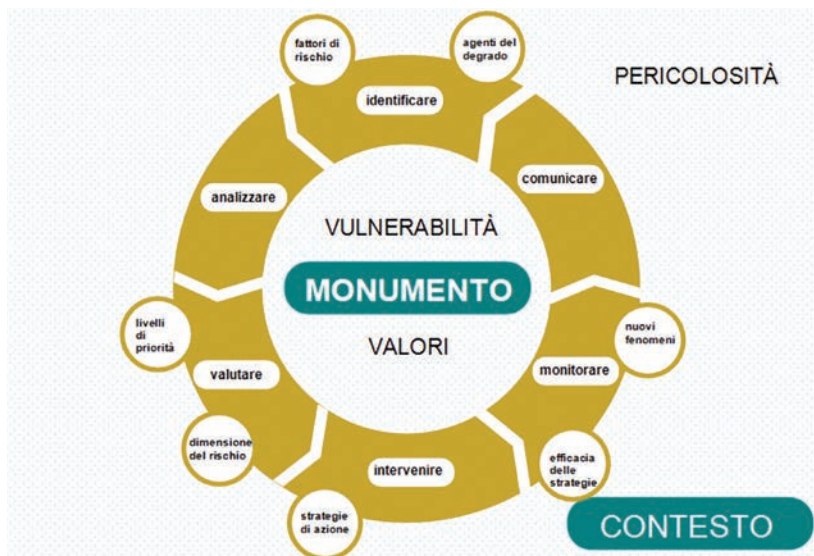 fattori di
rischio
agenti del
degrado
PERICOLOSITÀ
identificare
comunicare
analizzare
VULNERABILITÀ
MONUMENTO
VALORI
livelli
di
priorità
nuovi
fenomeni
valutare
monitorare
dimensione
del rischio
intervenire
efficacia
delle
strategie
strategie
di azione
CONTESTO